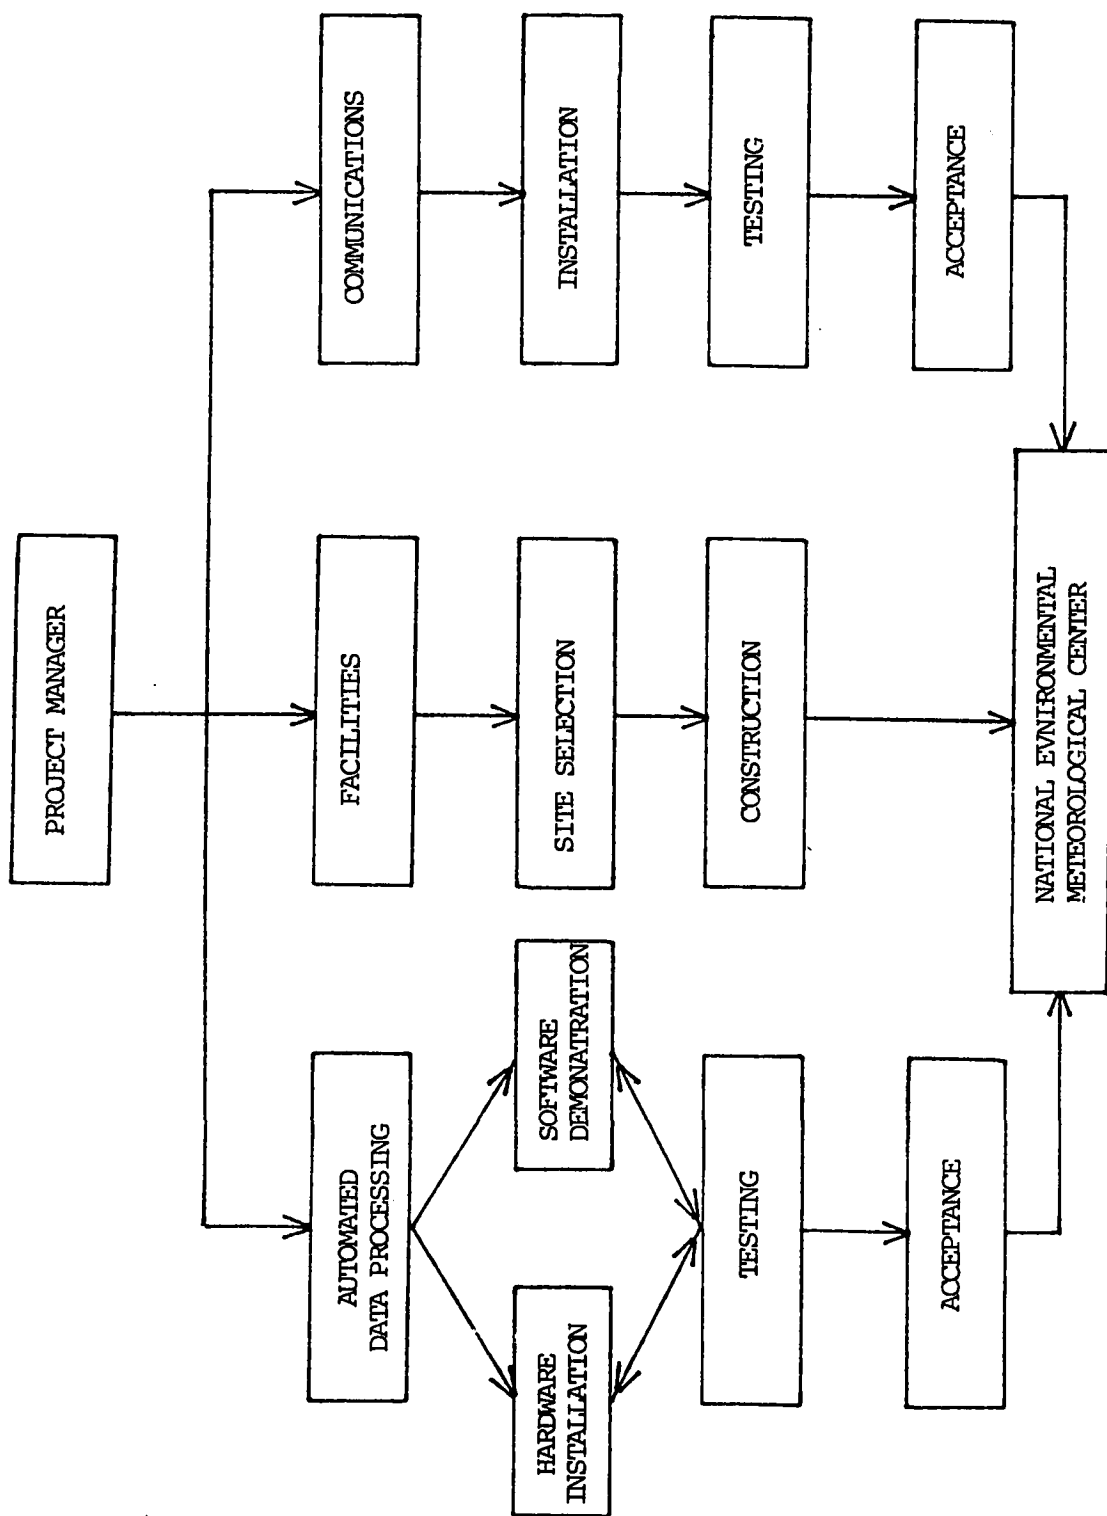 PROJECT MANAGER
AUTOMATED
DATA PROCESSING
FACILITIES
COMMUNICATIONS
HARDWARE
INSTALLATION
SOFTWARE
DEMONATRATION
SITE SELECTION
INSTALLATION
TESTING
CONSTRUCTION
TESTING
ACCEPTANCE
ACCEPTANCE
NATIONAL EVNIRONMENTAL
METEOROLOGICAL CENTER